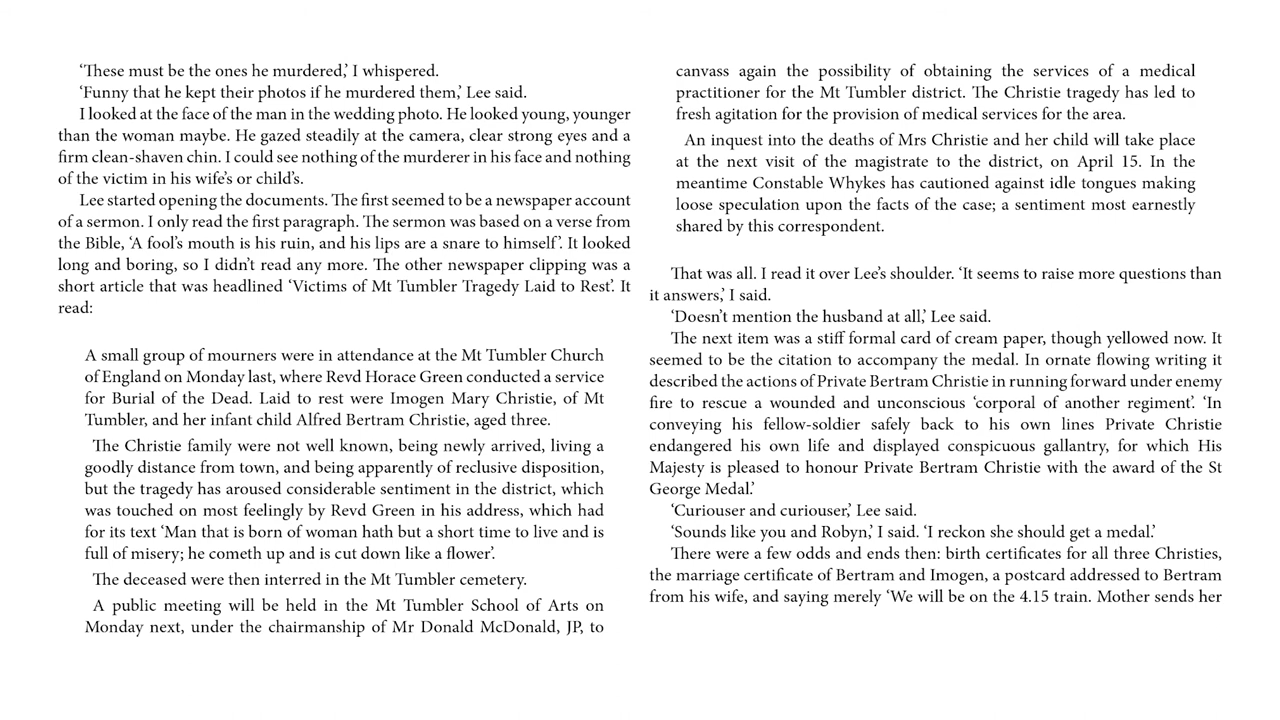 ‘These must be the ones he murdered,’ I whispered.
‘Funny that he kept their photos if he murdered them,’ Lee said.
I looked at the face of the man in the wedding photo. He looked young, younger
than the woman maybe. He gazed steadily at the camera, clear strong eyes and a
firm clean-shaven chin. I could see nothing of the murderer in his face and nothing
of the victim in his wife’s or child’s.
Lee started opening the documents. The first seemed to be a newspaper account
of a sermon. I only read the first paragraph. The sermon was based on a verse from
the Bible, ‘A fool’s mouth is his ruin, and his lips are a snare to himself’. It looked
long and boring, so I didn’t read any more. The other newspaper clipping was a
short article that was headlined ‘Victims of Mt Tumbler Tragedy Laid to Rest’. It
read:
A small group of mourners were in attendance at the Mt Tumbler Church
of England on Monday last, where Revd Horace Green conducted a service
for Burial of the Dead. Laid to rest were Imogen Mary Christie, of Mt
Tumbler, and her infant child Alfred Bertram Christie, aged three.
The Christie family were not well known, being newly arrived, living a
goodly distance from town, and being apparently of reclusive disposition,
but the tragedy has aroused considerable sentiment in the district, which
was touched on most feelingly by Revd Green in his address, which had
for its text ‘Man that is born of woman hath but a short time to live and is
full of misery; he cometh up and is cut down like a flower’.
The deceased were then interred in the Mt Tumbler cemetery.
A public meeting will be held in the Mt Tumbler School of Arts on
Monday next, under the chairmanship of Mr Donald McDonald, JP, to
canvass again the possibility of obtaining the services of a medical
practitioner for the Mt Tumbler district. The Christie tragedy has led to
fresh agitation for the provision of medical services for the area.
An inquest into the deaths of Mrs Christie and her child will take place
at the next visit of the magistrate to the district, on April 15. In the
meantime Constable Whykes has cautioned against idle tongues making
loose speculation upon the facts of the case; a sentiment most earnestly
shared by this correspondent.
That was all. I read it over Lee’s shoulder. ‘It seems to raise more questions than
it answers,’ I said.
‘Doesn’t mention the husband at all,’ Lee said.
The next item was a stiff formal card of cream paper, though yellowed now. It
seemed to be the citation to accompany the medal. In ornate flowing writing it
described the actions of Private Bertram Christie in running forward under enemy
fire to rescue a wounded and unconscious ‘corporal of another regiment’. ‘In
conveying his fellow-soldier safely back to his own lines Private Christie
endangered his own life and displayed conspicuous gallantry, for which His
Majesty is pleased to honour Private Bertram Christie with the award of the St
George Medal.’
‘Curiouser and curiouser,’ Lee said.
‘Sounds like you and Robyn,’ I said. ‘I reckon she should get a medal.’
There were a few odds and ends then: birth certificates for all three Christies,
the marriage certificate of Bertram and Imogen, a postcard addressed to Bertram
from his wife, and saying merely ‘We will be on the 4.15 train. Mother sends her